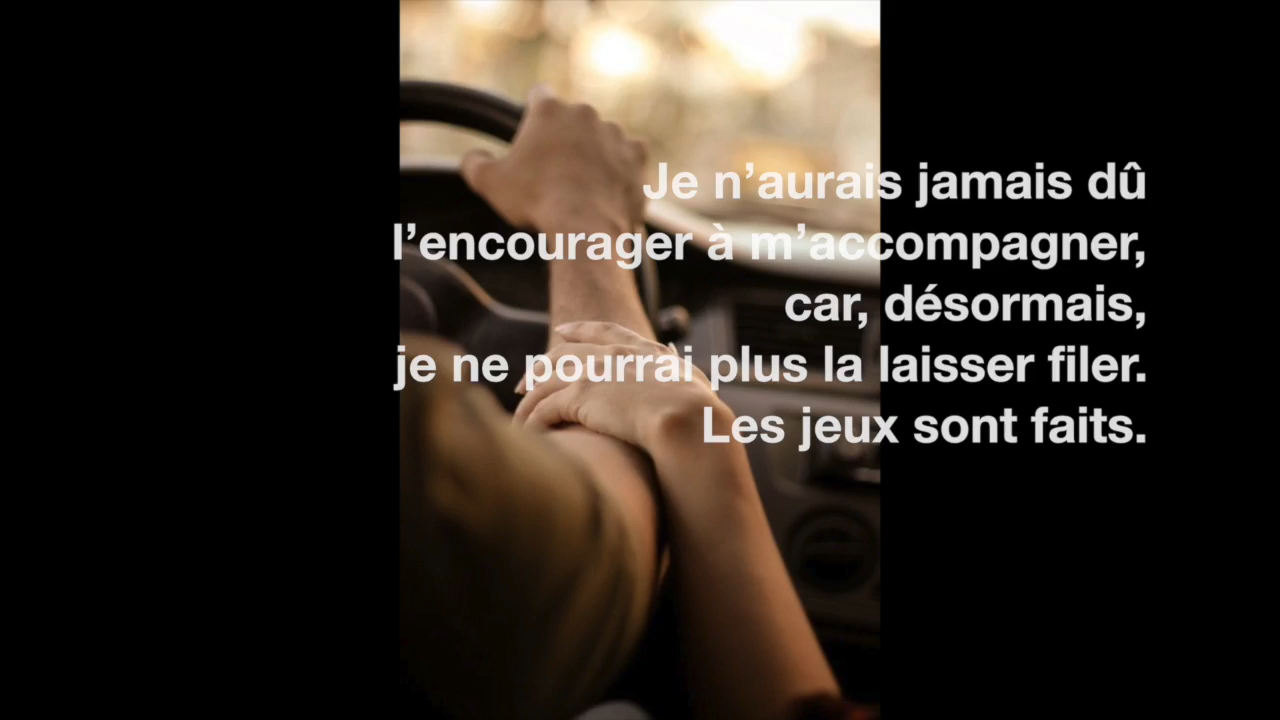 Je n’aurais jamais dû
l’encourager à m’accompagner,
car, désormais,
je ne pourrai plus la laisser filer.
Les jeux sont faits.